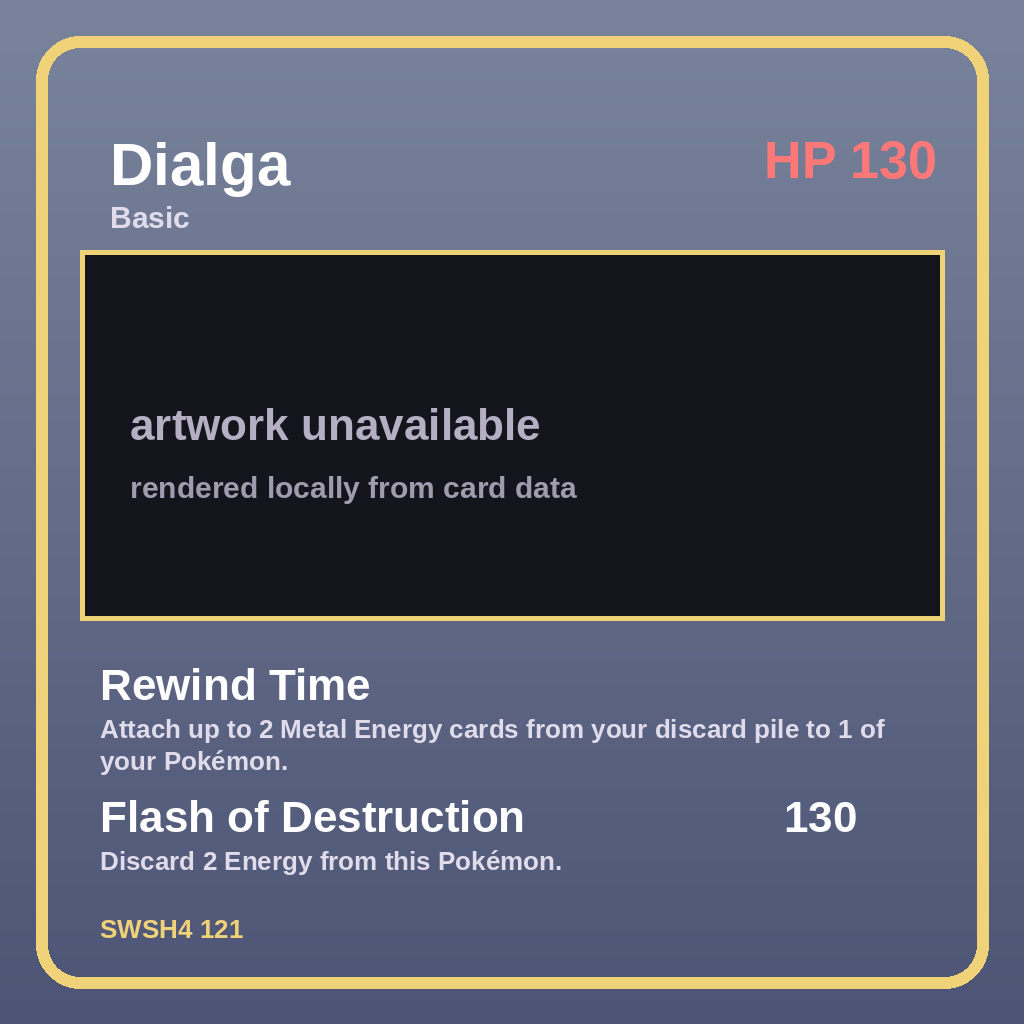 Dialga
HP 130
Basic
artwork unavailable
rendered locally from card data
Rewind Time
Attach up to 2 Metal Energy cards from your discard pile to 1 of
your Pokémon.
Flash of Destruction 130
Discard 2 Energy from this Pokémon.
SWSH4 121